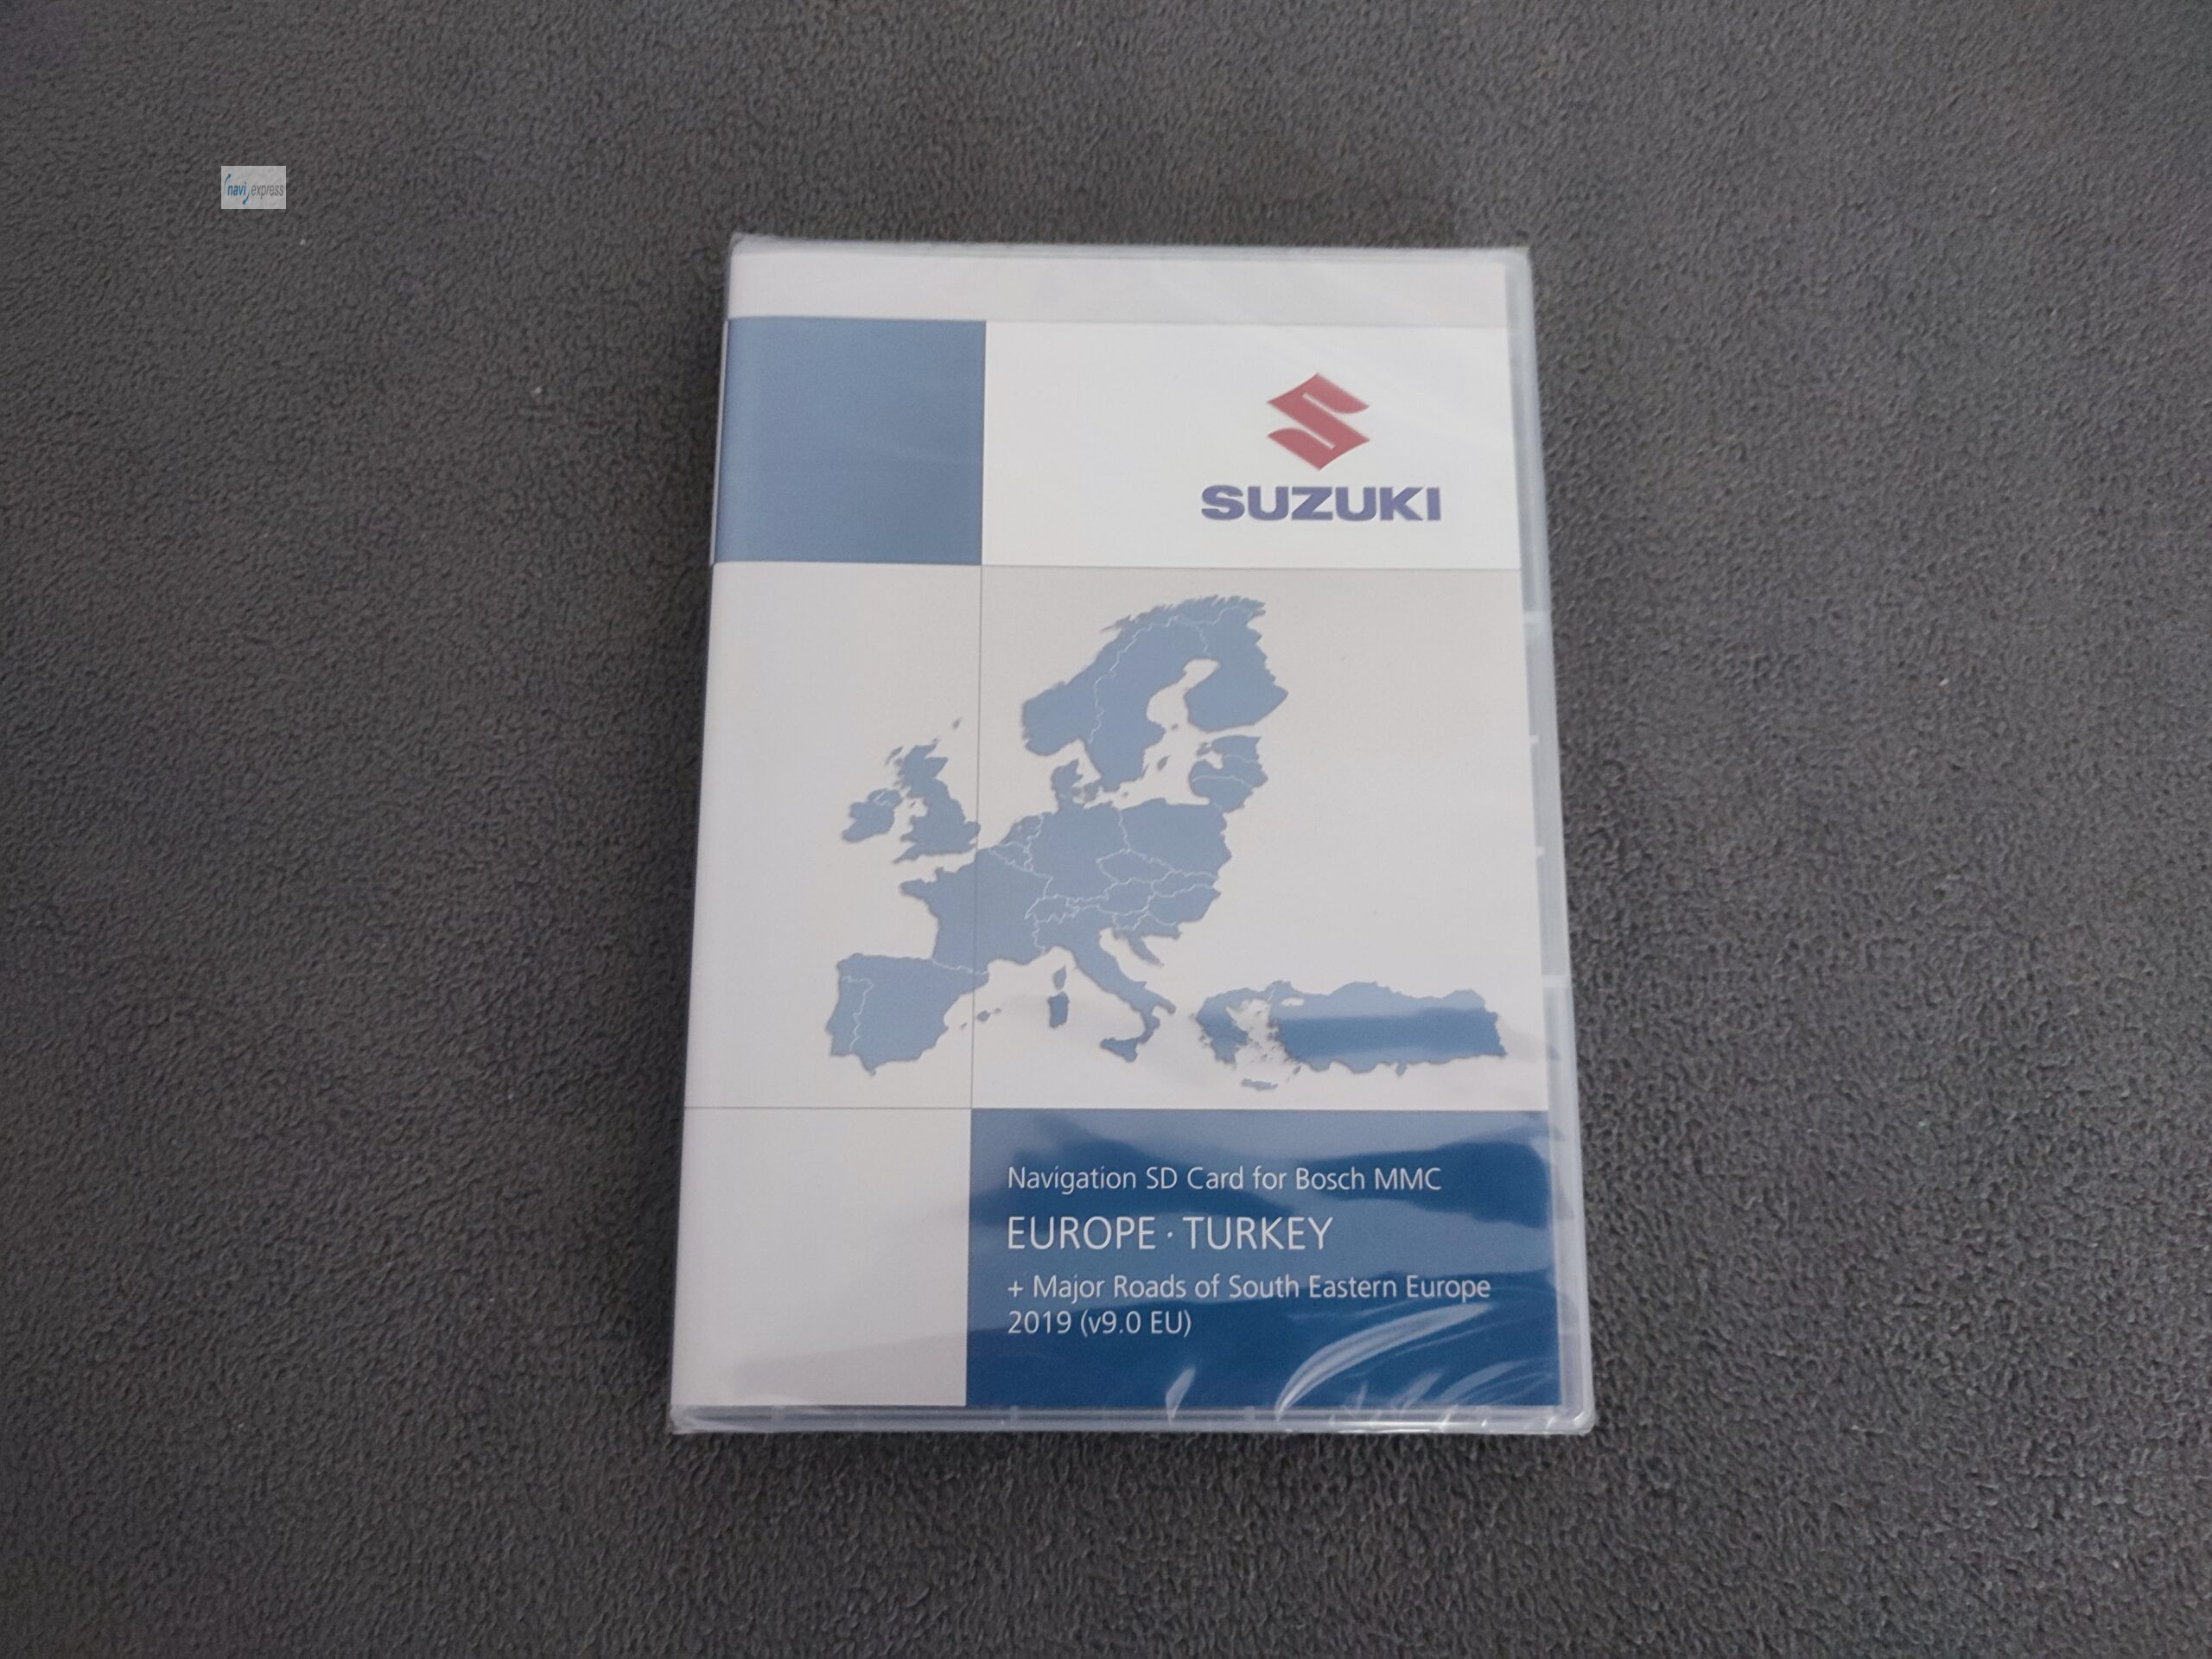 navi express
SUZUKI
Navigation SD Card for Bosch MMC
EUROPE · TURKEY
+ Major Roads of South Eastern Europe
2019 (v9.0 EU)